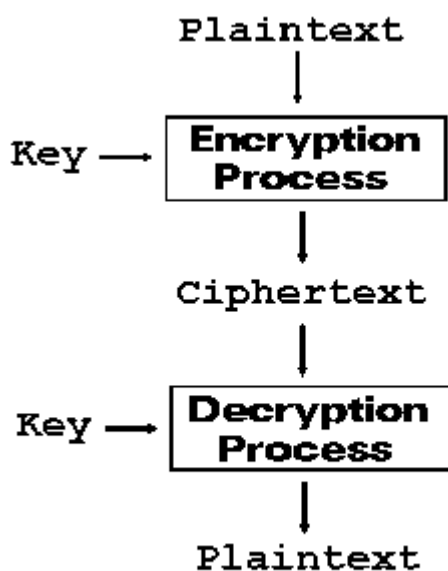 Plaintext
Key
Encryption
Process
Ciphertext
Key
Decryption
Process
Plaintext